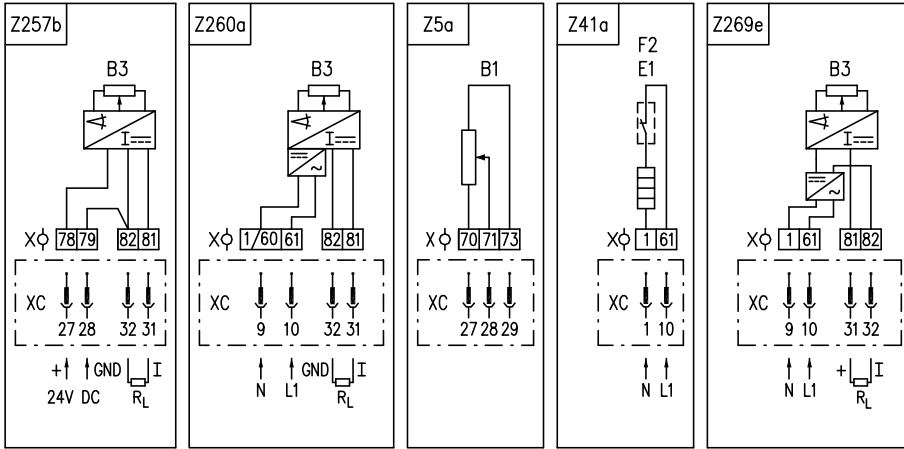 Z257b
B3
I
X 78 79 82 81
XC
27 28 32 31
+ GND I
24V DC RL
Z260a
B3
I
~
X 1/60 61 82 81
XC
9 10 32 31
GND I
N L1 RL
Z5a
B1
X 70 71 73
XC
27 28 29
Z41a
F2
E1
X 1 61
XC
1 10
N L1
Z269e
B3
I
~
X 1 61 81 82
XC
9 10 31 32
+ I
N L1 RL